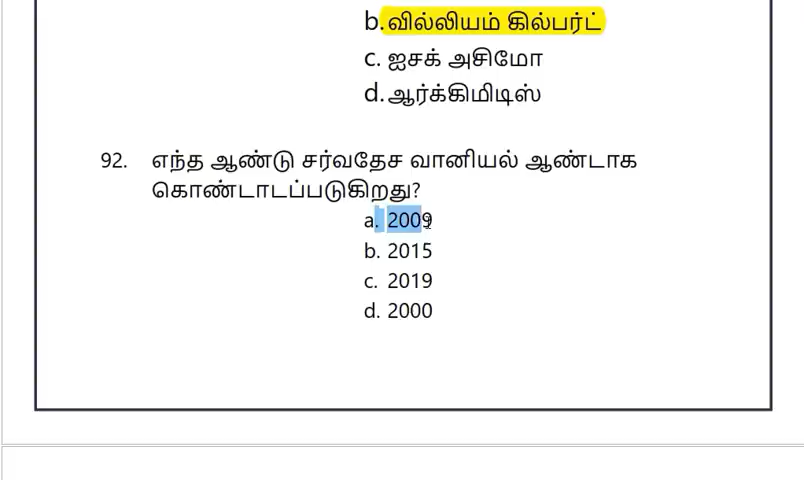 b. வில்லியம் கில்பர்ட்
c. ஐசக் அசிமோ
d. ஆர்க்கிமிடிஸ்
92. எந்த ஆண்டு சர்வதேச வானியல் ஆண்டாக
கொண்டாடப்படுகிறது?
a. 2009
b. 2015
c. 2019
d. 2000